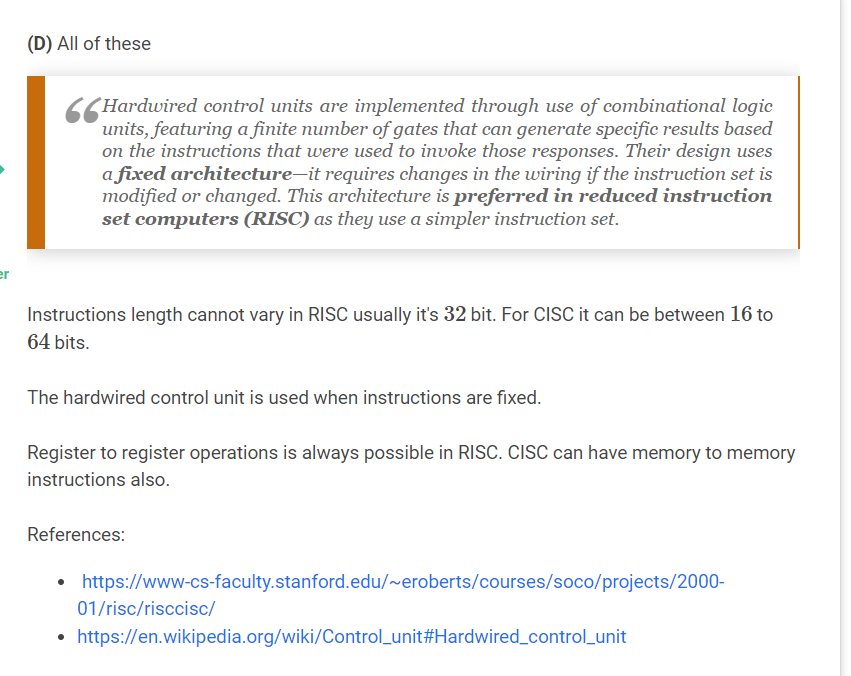 (D) All of these
“Hardwired control units are implemented through use of combinational logic
units, featuring a finite number of gates that can generate specific results based
on the instructions that were used to invoke those responses. Their design uses
a fixed architecture—it requires changes in the wiring if the instruction set is
modified or changed. This architecture is preferred in reduced instruction
set computers (RISC) as they use a simpler instruction set.
er
Instructions length cannot vary in RISC usually it's 32 bit. For CISC it can be between 16 to
64 bits.
The hardwired control unit is used when instructions are fixed.
Register to register operations is always possible in RISC. CISC can have memory to memory
instructions also.
References:
• https://www-cs-faculty.stanford.edu/~eroberts/courses/soco/projects/2000-
01/risc/risccisc/
• https://en.wikipedia.org/wiki/Control_unit#Hardwired_control_unit